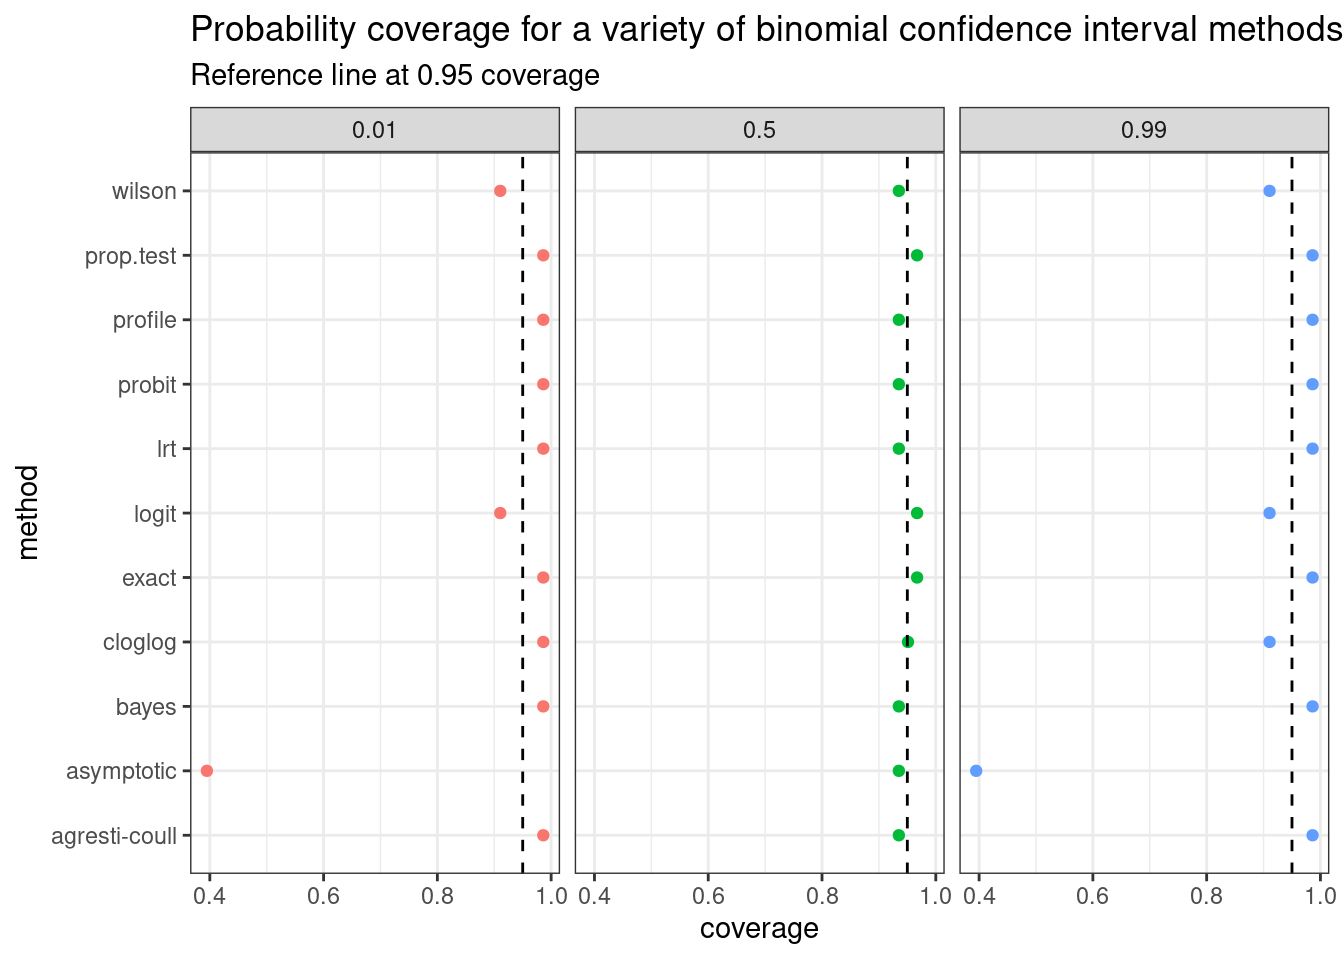 Probability coverage for a variety of binomial confidence interval methods
Reference line at 0.95 coverage
0.01 0.5 0.99
wilson
prop.test
profile
probit
lrt
logit
exact
cloglog
bayes
asymptotic
agresti-coull
method
0.4 0.6 0.8 1.0 0.4 0.6 0.8 1.0 0.4 0.6 0.8 1.0
coverage